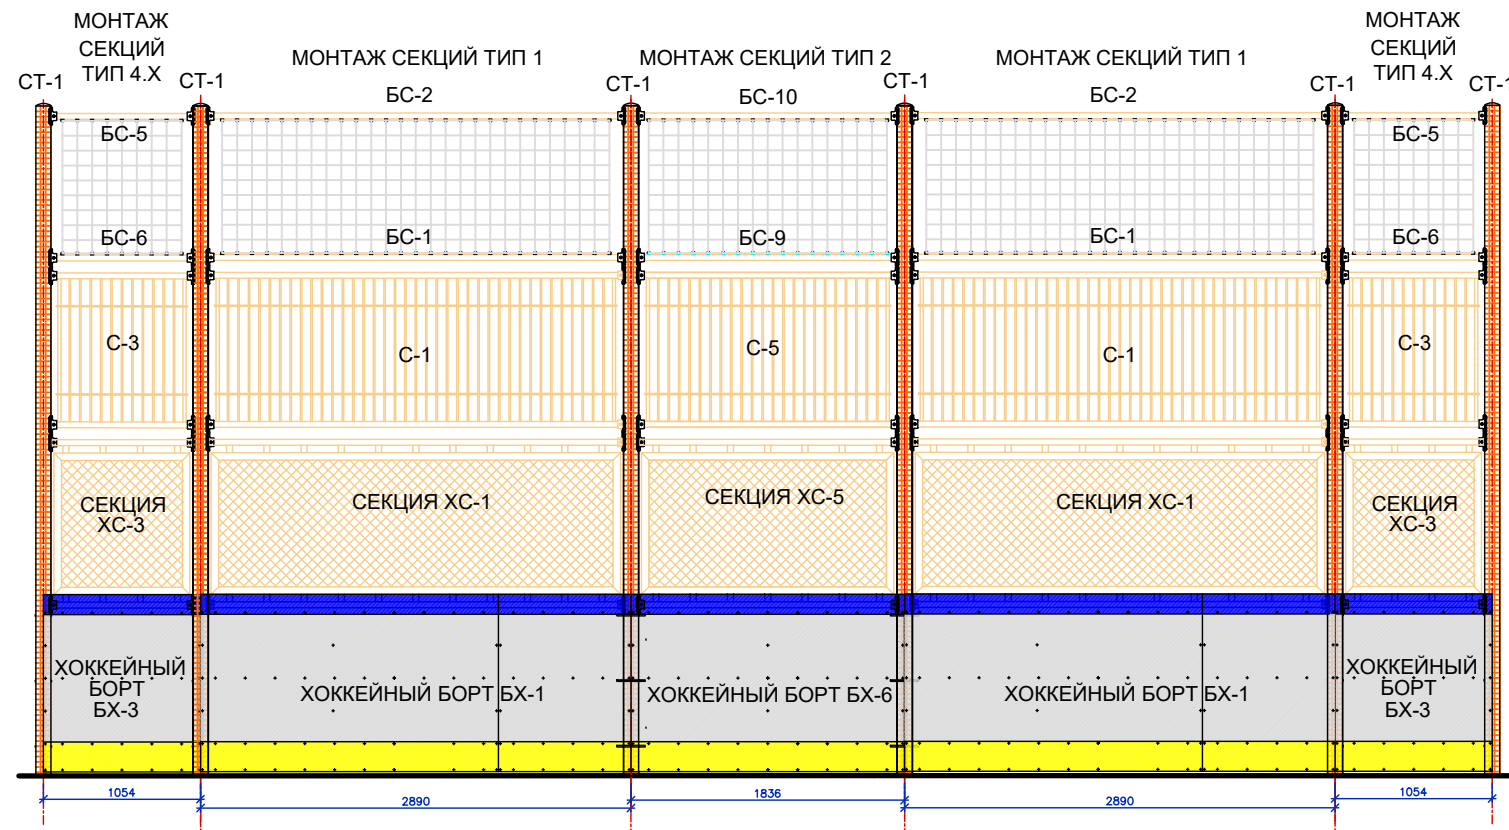 МОНТАЖ
СЕКЦИЙ
ТИП 4.Х
МОНТАЖ СЕКЦИЙ ТИП 1
МОНТАЖ СЕКЦИЙ ТИП 2
МОНТАЖ СЕКЦИЙ ТИП 1
МОНТАЖ
СЕКЦИЙ
ТИП 4.Х
СТ-1
СТ-1
СТ-1
СТ-1
СТ-1
СТ-1
БС-2
БС-10
БС-2
БС-5
БС-5
БС-6
БС-1
БС-9
БС-1
БС-6
С-3
С-1
С-5
С-1
С-3
СЕКЦИЯ
ХС-3
СЕКЦИЯ ХС-1
СЕКЦИЯ ХС-5
СЕКЦИЯ ХС-1
СЕКЦИЯ
ХС-3
ХОККЕЙНЫЙ
БОРТ
БХ-3
ХОККЕЙНЫЙ БОРТ БХ-1
ХОККЕЙНЫЙ БОРТ БХ-6
ХОККЕЙНЫЙ БОРТ БХ-1
ХОККЕЙНЫЙ
БОРТ
БХ-3
1054
2890
1836
2890
1054